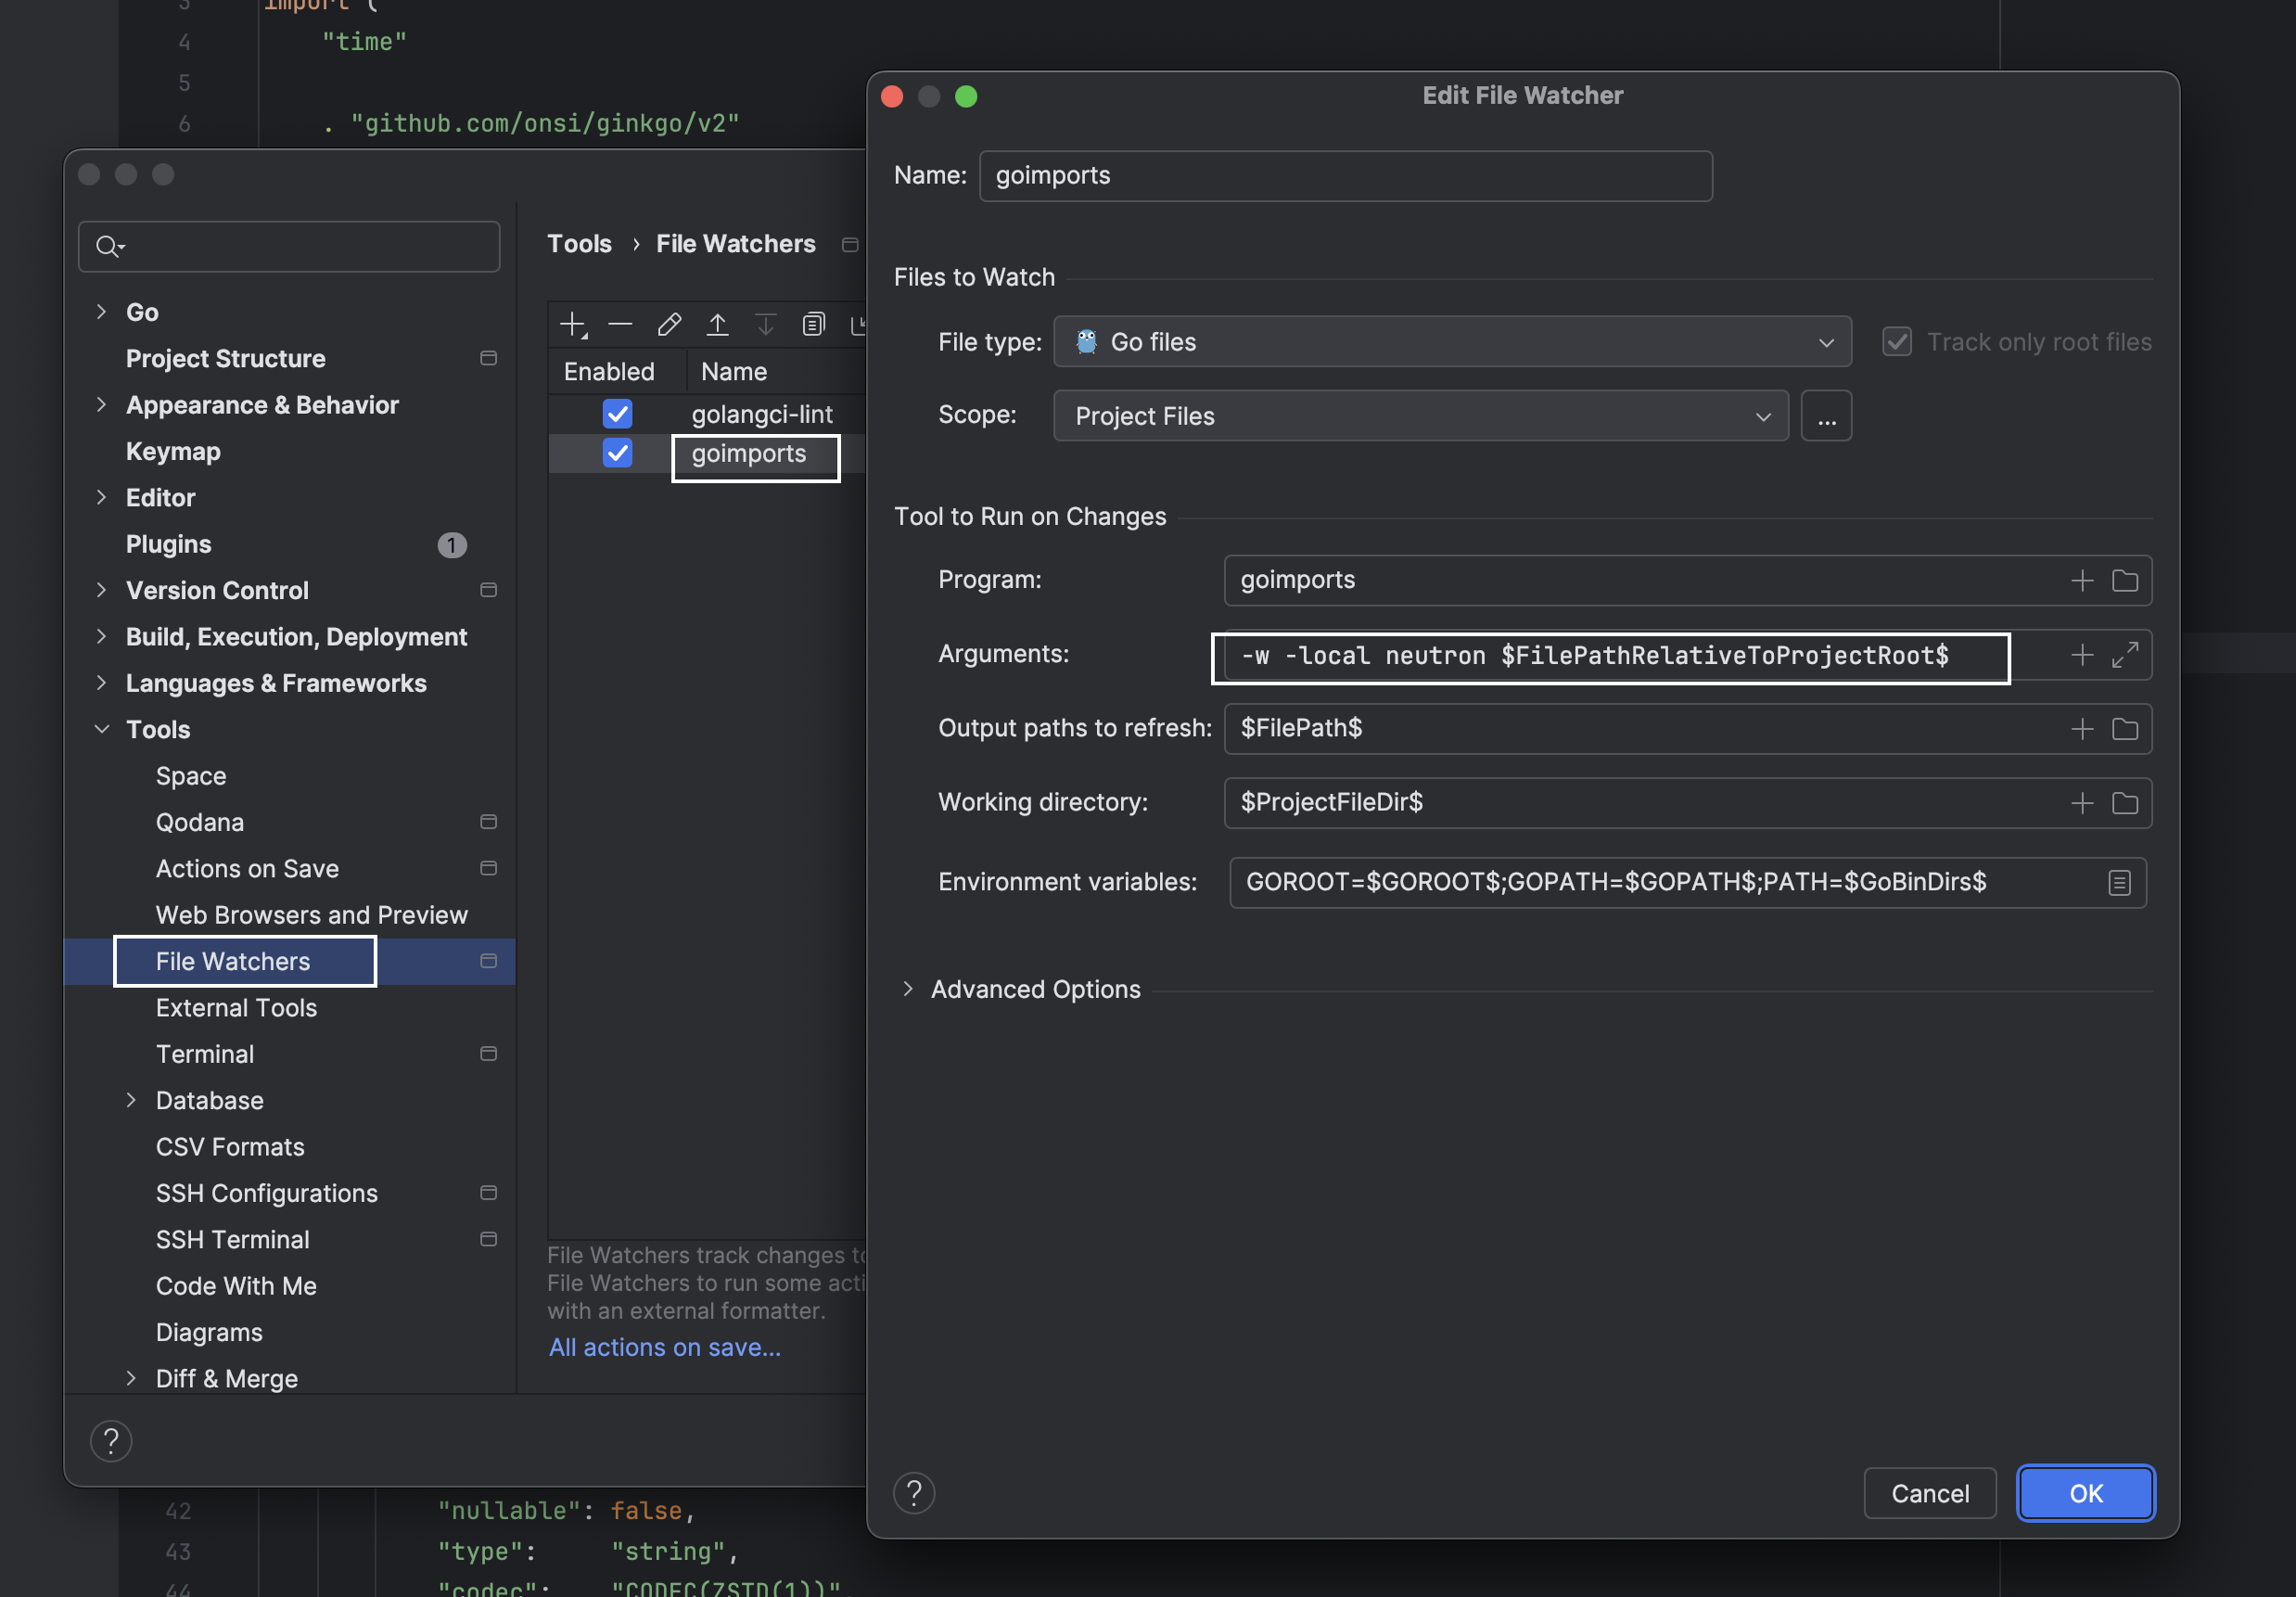 3 import (
4 "time"
5
6 . "github.com/onsi/ginkgo/v2"
Tools › File Watchers
Go
Project Structure
Appearance & Behavior
Keymap
Editor
Plugins 1
Version Control
Build, Execution, Deployment
Languages & Frameworks
Tools
Space
Qodana
Actions on Save
Web Browsers and Preview
File Watchers
External Tools
Terminal
Database
CSV Formats
SSH Configurations
SSH Terminal
Code With Me
Diagrams
Diff & Merge
?
Enabled Name
golangci-lint
goimports
File Watchers track changes to
File Watchers to run some acti
with an external formatter.
All actions on save...
Edit File Watcher
Name: goimports
Files to Watch
File type: Go files Track only root files
Scope: Project Files ...
Tool to Run on Changes
Program: goimports
Arguments: -w -local neutron $FilePathRelativeToProjectRoot$
Output paths to refresh: $FilePath$
Working directory: $ProjectFileDir$
Environment variables: GOROOT=$GOROOT$;GOPATH=$GOPATH$;PATH=$GoBinDirs$
Advanced Options
? Cancel OK
42 "nullable": false,
43 "type": "string",
44 "codec": "CODEC(ZSTD(1))"